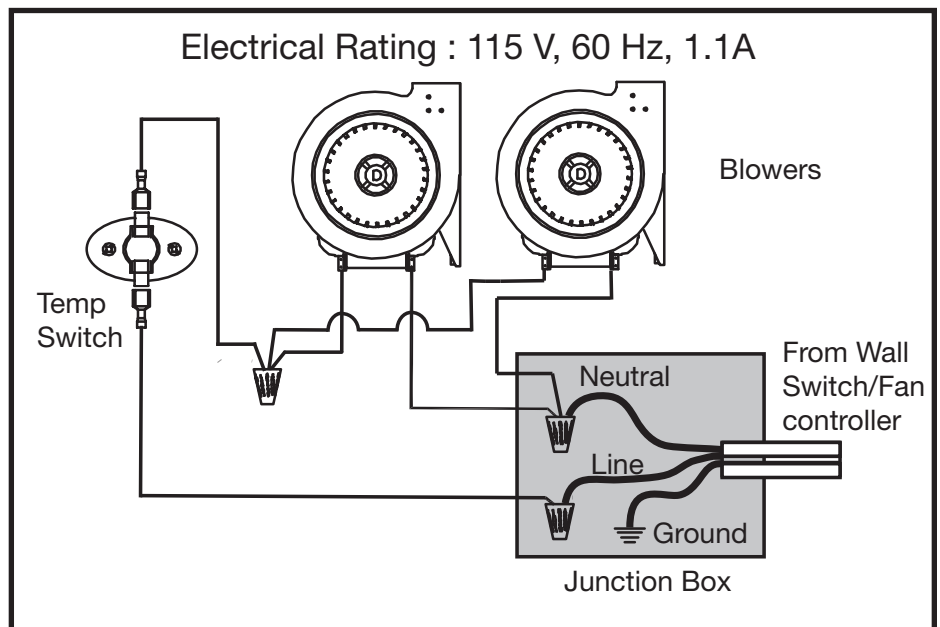 Electrical Rating : 115 V, 60 Hz, 1.1A
D
D
Blowers
Temp
Switch
From Wall
Switch/Fan
controller
Neutral
Line
Ground
Junction Box